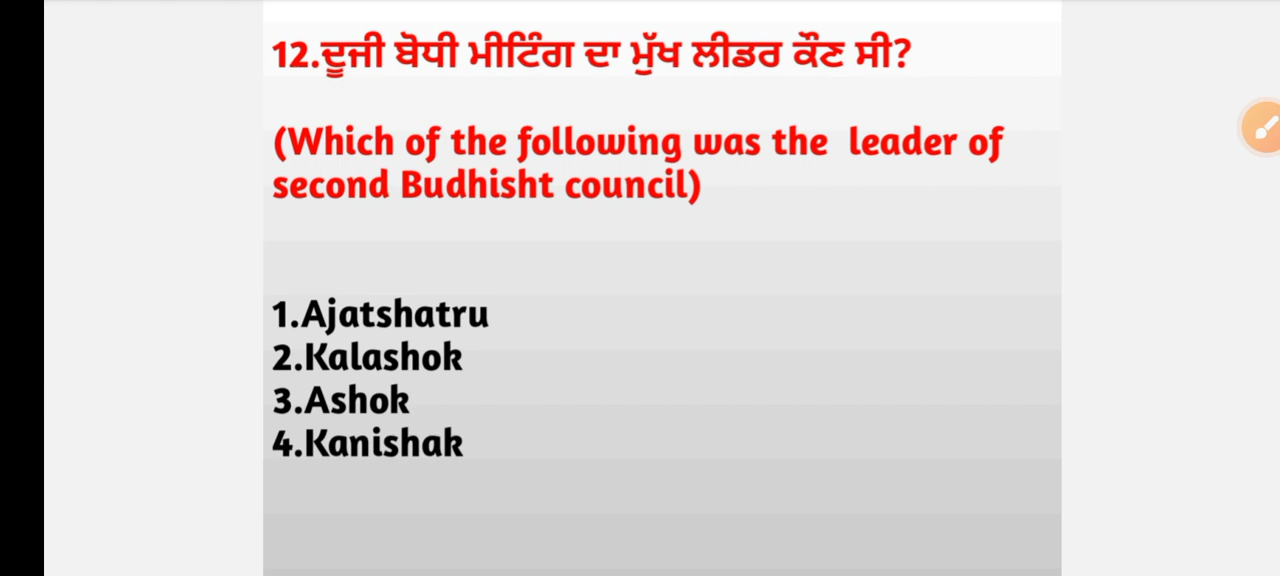 12.ਦੂਜੀ ਬੋਧੀ ਮੀਟਿੰਗ ਦਾ ਮੁੱਖ ਲੀਡਰ ਕੌਣ ਸੀ?
(Which of the following was the leader of
second Budhisht council)
1.Ajatshatru
2.Kalashok
3.Ashok
4.Kanishak